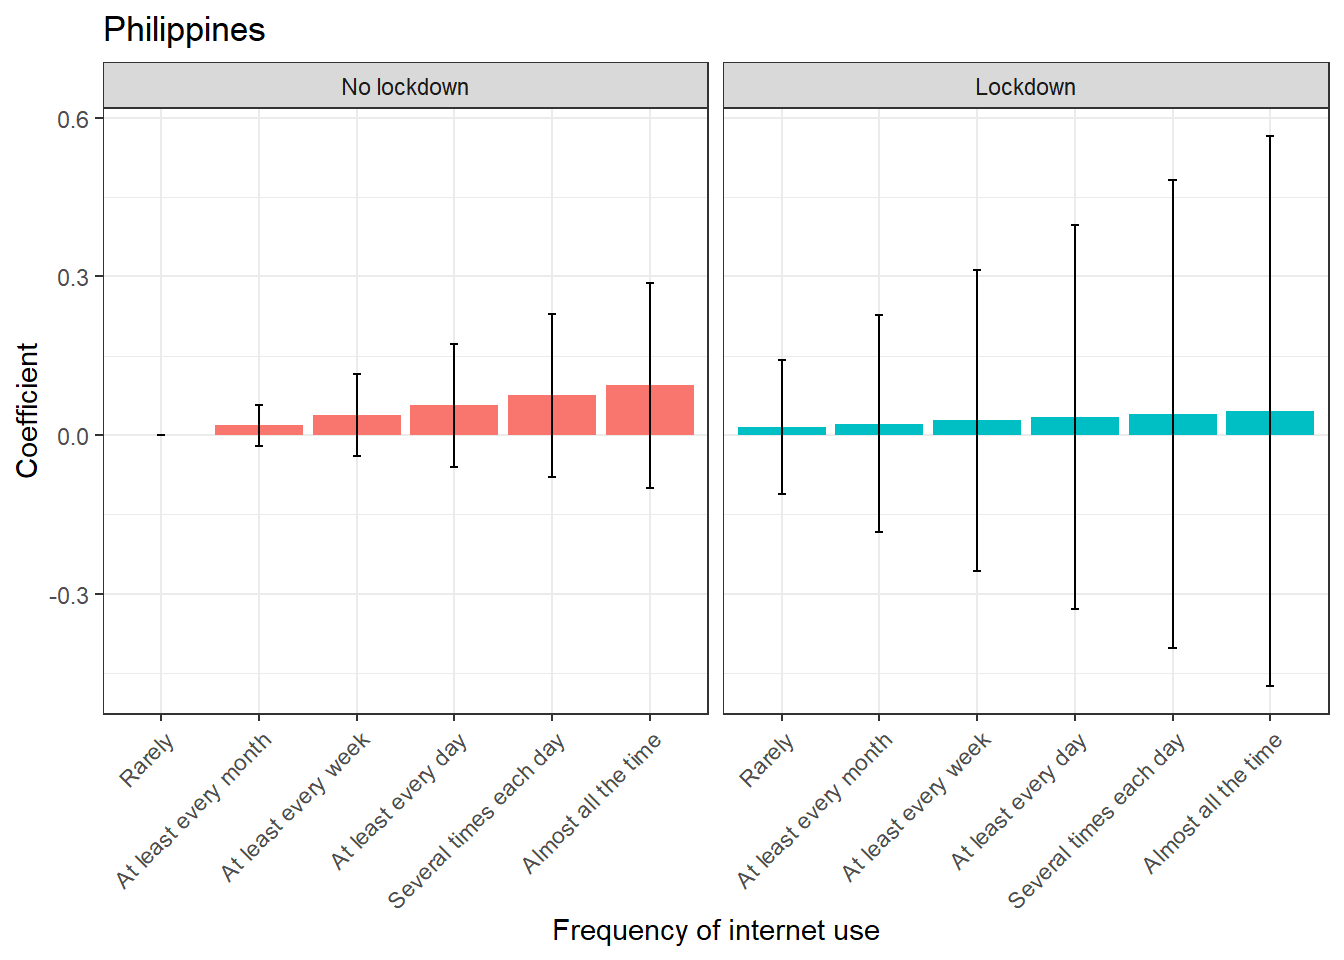 Philippines
No lockdown
Lockdown
0.6
0.3
0.0
-0.3
Coefficient
Rarely
At least every month
At least every week
At least every day
Several times each day
Almost all the time
Rarely
At least every month
At least every week
At least every day
Several times each day
Almost all the time
Frequency of internet use